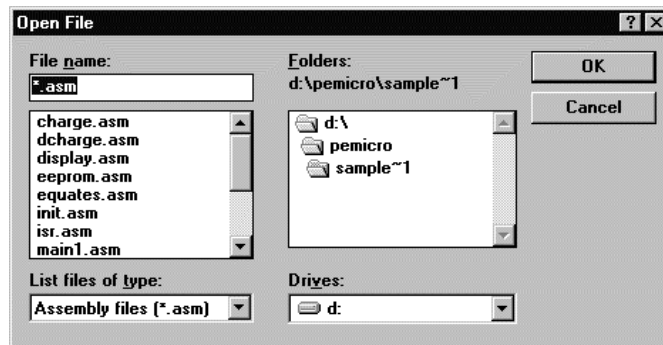 Open File
File name:
*.asm
charge.asm
dcharge.asm
display.asm
eeprom.asm
equates.asm
init.asm
isr.asm
main1.asm
List files of type:
Assembly files (*.asm)
Folders:
d:\pemicro\sample~1
d:\
pemicro
sample~1
Drives:
d:
OK
Cancel